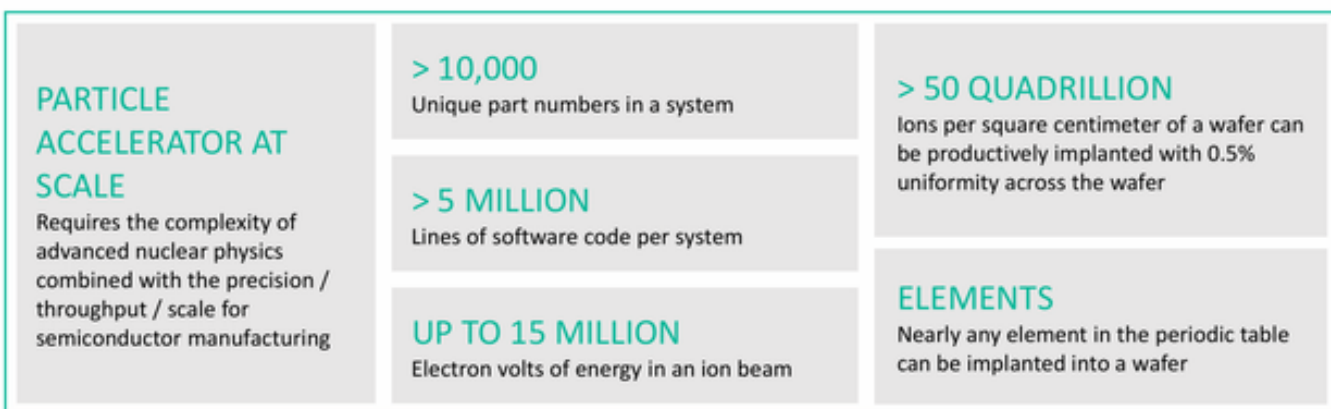 PARTICLE
ACCELERATOR AT
SCALE
Requires the complexity of
advanced nuclear physics
combined with the precision /
throughput / scale for
semiconductor manufacturing
> 10,000
Unique part numbers in a system
> 5 MILLION
Lines of software code per system
UP TO 15 MILLION
Electron volts of energy in an ion beam
> 50 QUADRILLION
Ions per square centimeter of a wafer can
be productively implanted with 0.5%
uniformity across the wafer
ELEMENTS
Nearly any element in the periodic table
can be implanted into a wafer